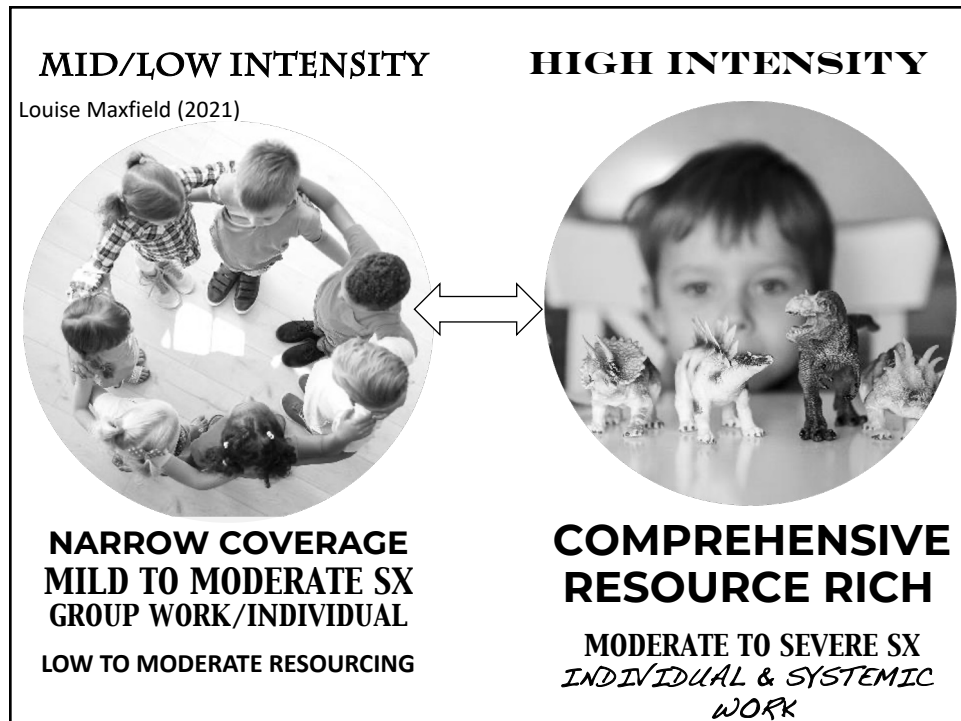 MID/LOW INTENSITY
Louise Maxfield (2021)
NARROW COVERAGE
MILD TO MODERATE SX
GROUP WORK/INDIVIDUAL
LOW TO MODERATE RESOURCING
HIGH INTENSITY
COMPREHENSIVE
RESOURCE RICH
MODERATE TO SEVERE SX
INDIVIDUAL & SYSTEMIC
WORK